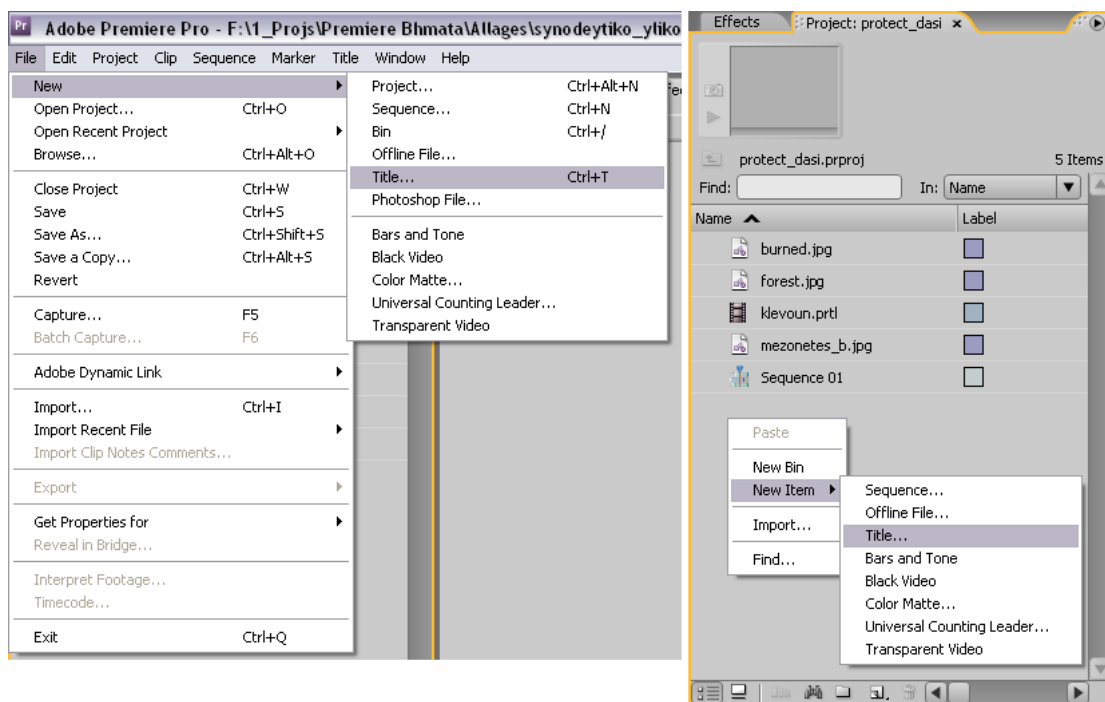 Pr Adobe Premiere Pro - F:\1_Projs\Premiere Bhmata\Allages\synodeytiko_yliko
File Edit Project Clip Sequence Marker Title Window Help
New
Open Project... Ctrl+O
Open Recent Project
Browse... Ctrl+Alt+O
Close Project Ctrl+W
Save Ctrl+S
Save As... Ctrl+Shift+S
Save a Copy... Ctrl+Alt+S
Revert
Capture... F5
Batch Capture... F6
Adobe Dynamic Link
Import... Ctrl+I
Import Recent File
Import Clip Notes Comments...
Export
Get Properties for
Reveal in Bridge...
Interpret Footage...
Timecode...
Exit Ctrl+Q
Project... Ctrl+Alt+N
Sequence... Ctrl+N
Bin Ctrl+/
Offline File...
Title... Ctrl+T
Photoshop File...
Bars and Tone
Black Video
Color Matte...
Universal Counting Leader...
Transparent Video
Effects Project: protect_dasi ×
protect_dasi.prproj 5 Items
Find: In: Name
Name Label
burned.jpg
forest.jpg
klevoun.prtl
mezonetes_b.jpg
Sequence 01
Paste
New Bin
New Item
Import...
Find...
Sequence...
Offline File...
Title...
Bars and Tone
Black Video
Color Matte...
Universal Counting Leader...
Transparent Video